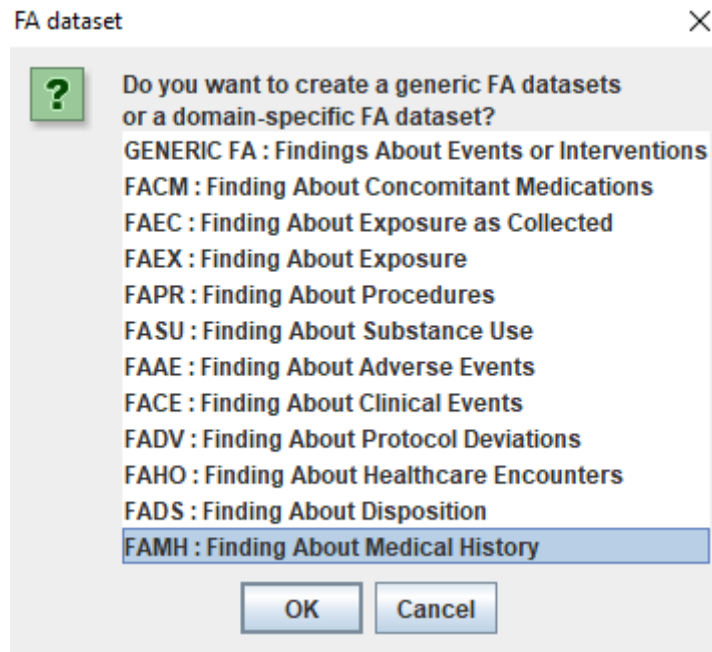 FA dataset
?
Do you want to create a generic FA datasets
or a domain-specific FA dataset?
GENERIC FA : Findings About Events or Interventions
FACM : Finding About Concomitant Medications
FAEC : Finding About Exposure as Collected
FAEX : Finding About Exposure
FAPR : Finding About Procedures
FASU : Finding About Substance Use
FAAE : Finding About Adverse Events
FACE : Finding About Clinical Events
FADV : Finding About Protocol Deviations
FAHO : Finding About Healthcare Encounters
FADS : Finding About Disposition
FAMH : Finding About Medical History
OK Cancel